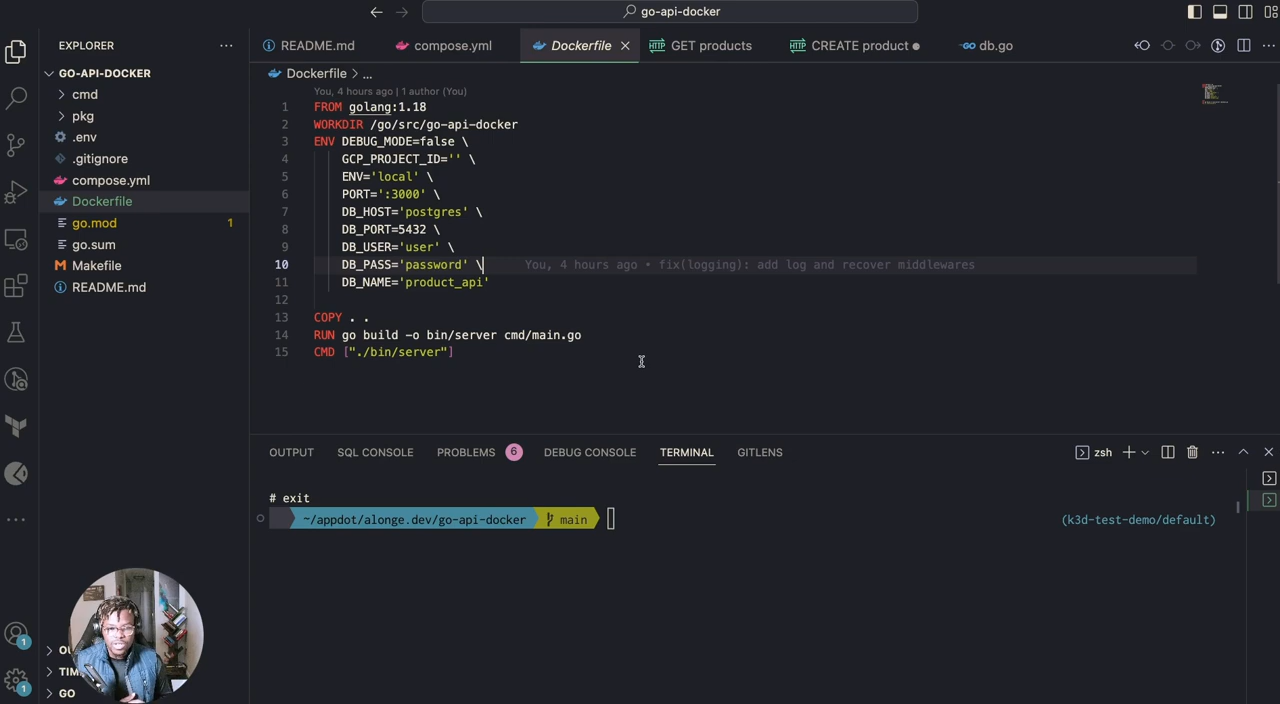 go-api-docker
EXPLORER
GO-API-DOCKER
cmd
pkg
.env
.gitignore
compose.yml
Dockerfile
go.mod 1
go.sum
Makefile
README.md
README.md
compose.yml
Dockerfile
HTTP GET products
HTTP CREATE product
GO db.go
Dockerfile > ...
You, 4 hours ago | 1 author (You)
1 FROM golang:1.18
2 WORKDIR /go/src/go-api-docker
3 ENV DEBUG_MODE=false \
4 GCP_PROJECT_ID='' \
5 ENV='local' \
6 PORT=':3000' \
7 DB_HOST='postgres' \
8 DB_PORT=5432 \
9 DB_USER='user' \
10 DB_PASS='password' \ You, 4 hours ago • fix(logging): add log and recover middlewares
11 DB_NAME='product_api'
12
13 COPY . .
14 RUN go build -o bin/server cmd/main.go
15 CMD ["./bin/server"]
OUTPUT SQL CONSOLE PROBLEMS 6 DEBUG CONSOLE TERMINAL GITLENS
zsh
# exit
~/appdot/alonge.dev/go-api-docker main (k3d-test-demo/default)
1
1
GO